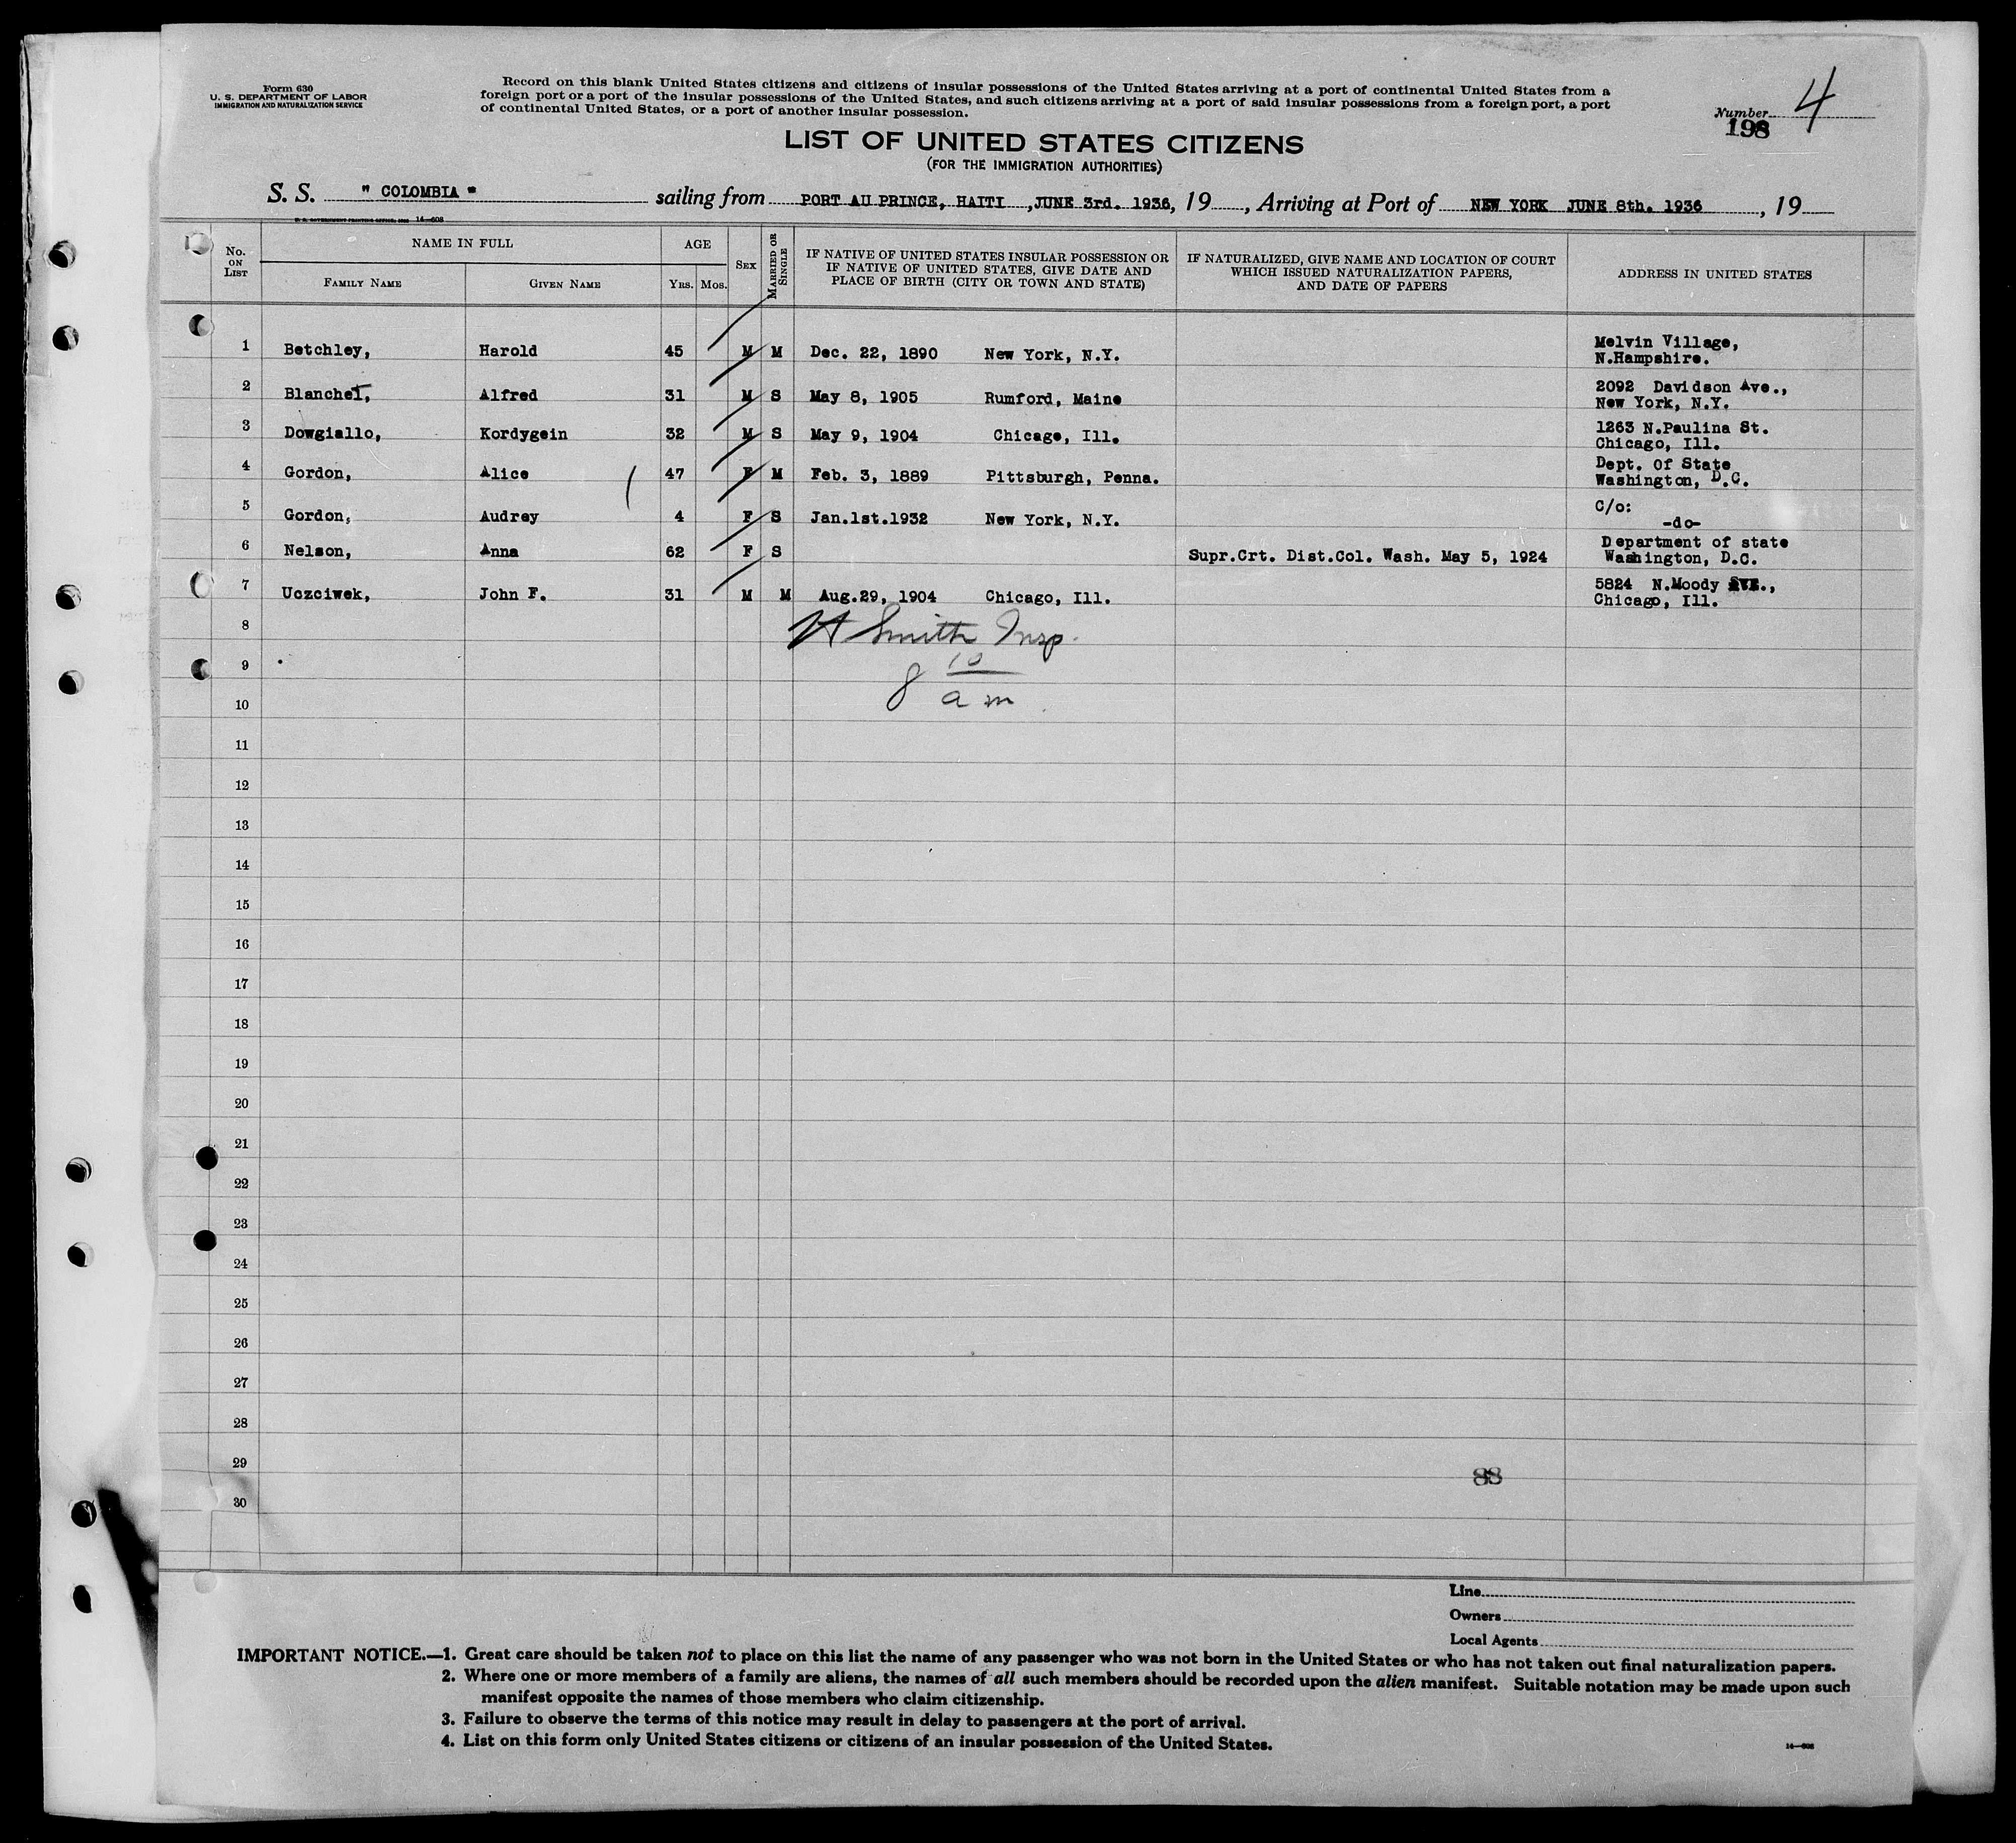 Form 630
U. S. DEPARTMENT OF LABOR
IMMIGRATION AND NATURALIZATION SERVICE
Record on this blank United States citizens and citizens of insular possessions of the United States arriving at a port of continental United States from a
foreign port or a port of the insular possessions of the United States, and such citizens arriving at a port of said insular possessions from a foreign port, a port
of continental United States, or a port of another insular possession.
Number 4
198
LIST OF UNITED STATES CITIZENS
(FOR THE IMMIGRATION AUTHORITIES)
S. S. " COLOMBIA " sailing from PORT AU PRINCE, HAITI ,JUNE 3rd. 1936, 19 , Arriving at Port of NEW YORK JUNE 8th. 1936 , 19
14—608
No. ON LIST
NAME IN FULL
FAMILY NAME
GIVEN NAME
AGE
YRS. MOS.
SEX
MARRIED OR SINGLE
IF NATIVE OF UNITED STATES INSULAR POSSESSION OR
IF NATIVE OF UNITED STATES, GIVE DATE AND
PLACE OF BIRTH (CITY OR TOWN AND STATE)
IF NATURALIZED, GIVE NAME AND LOCATION OF COURT
WHICH ISSUED NATURALIZATION PAPERS,
AND DATE OF PAPERS
ADDRESS IN UNITED STATES
1 Betchley, Harold 45 M M Dec. 22, 1890 New York, N.Y. Melvin Village,
N.Hampshire.
2 Blanchet, Alfred 31 M S May 8, 1905 Rumford, Maine 2092 Davidson Ave.,
New York, N.Y.
3 Dowgiallo, Kordygein 32 M S May 9, 1904 Chicago, Ill. 1263 N.Paulina St.
Chicago, Ill.
4 Gordon, Alice 47 F M Feb. 3, 1889 Pittsburgh, Penna. Dept. Of State
Washington, D.C.
5 Gordon, Audrey 4 F S Jan.1st.1932 New York, N.Y. C/o:
-do-
6 Nelson, Anna 62 F S Supr.Crt. Dist.Col. Wash. May 5, 1924 Department of state
Washington, D.C.
7 Uczciwek, John F. 31 M M Aug.29, 1904 Chicago, Ill. 5824 N.Moody
Chicago, Ill.
8 H Smith Insp.
9
8 10
a m
10
11
12
13
14
15
16
17
18
19
20
21
22
23
24
25
26
27
28
29
88
30
Line
Owners
Local Agents
IMPORTANT NOTICE.—1. Great care should be taken not to place on this list the name of any passenger who was not born in the United States or who has not taken out final naturalization papers.
2. Where one or more members of a family are aliens, the names of all such members should be recorded upon the alien manifest. Suitable notation may be made upon such
manifest opposite the names of those members who claim citizenship.
3. Failure to observe the terms of this notice may result in delay to passengers at the port of arrival.
4. List on this form only United States citizens or citizens of an insular possession of the United States.
14—608